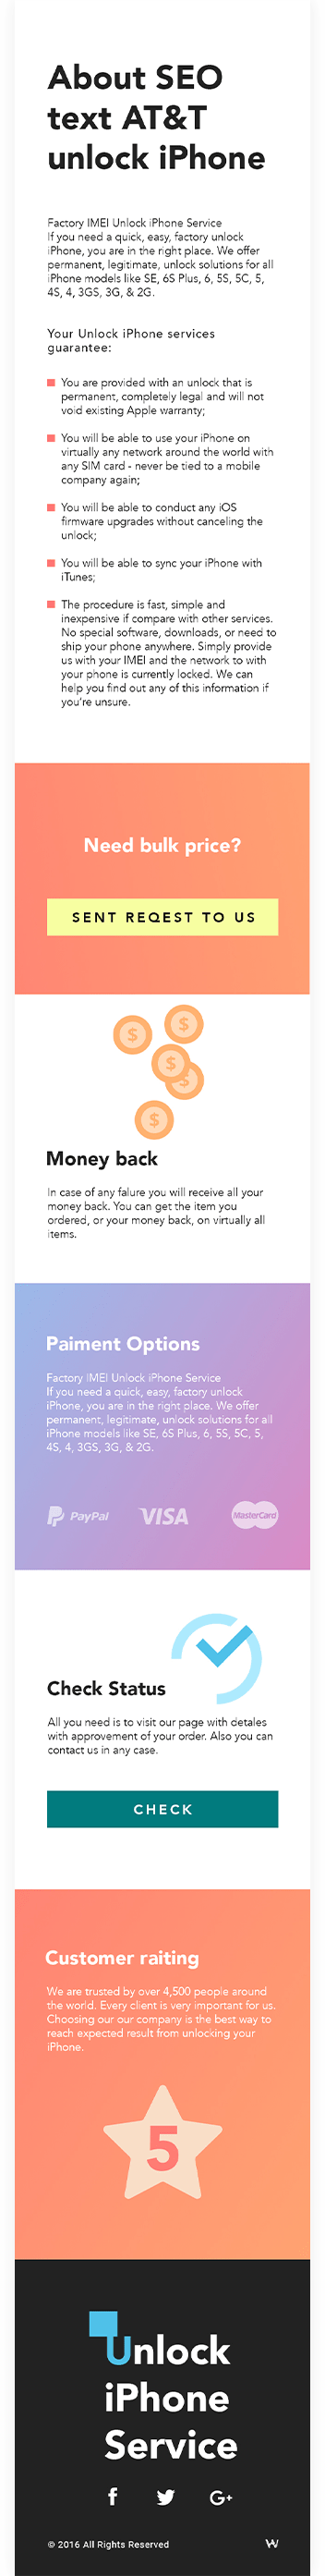 About SEO
text AT&T
unlock iPhone
Factory IMEI Unlock iPhone Service
If you need a quick, easy, factory unlock
iPhone, you are in the right place. We offer
permanent, legitimate, unlock solutions for all
iPhone models like SE, 6S Plus, 6, 5S, 5C, 5,
4S, 4, 3GS, 3G, & 2G.
Your Unlock iPhone services
guarantee:
You are provided with an unlock that is
permanent, completely legal and will not
void existing Apple warranty;
You will be able to use your iPhone on
virtually any network around the world with
any SIM card - never be tied to a mobile
company again;
You will be able to conduct any iOS
firmware upgrades without canceling the
unlock;
You will be able to sync your iPhone with
iTunes;
The procedure is fast, simple and
inexpensive if compare with other services.
No special software, downloads, or need to
ship your phone anywhere. Simply provide
us with your IMEI and the network to with
your phone is currently locked. We can
help you find out any of this information if
you're unsure.
Need bulk price?
SENT REQEST TO US
$
$
$
$
$
Money back
In case of any falure you will receive all your
money back. You can get the item you
ordered, or your money back, on virtually all
items.
Paiment Options
Factory IMEI Unlock iPhone Service
If you need a quick, easy, factory unlock
iPhone, you are in the right place. We offer
permanent, legitimate, unlock solutions for all
iPhone models like SE, 6S Plus, 6, 5S, 5C, 5,
4S, 4, 3GS, 3G, & 2G.
PayPal VISA MasterCard
Check Status
All you need is to visit our page with detales
with approvement of your order. Also you can
contact us in any case.
CHECK
Customer raiting
We are trusted by over 4,500 people around
the world. Every client is very important for us.
Choosing our our company is the best way to
reach expected result from unlocking your
iPhone.
5
Unlock
iPhone
Service
f G+
© 2016 All Rights Reserved W